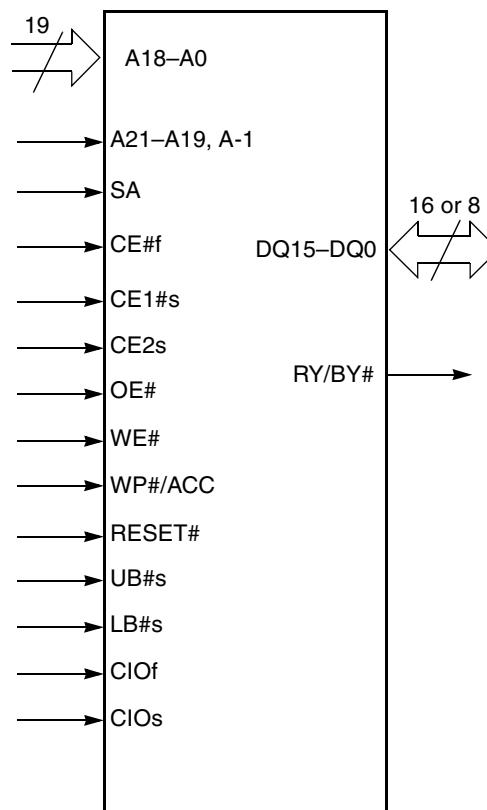 19
A18–A0
A21–A19, A-1
SA
16 or 8
CE#f
DQ15–DQ0
CE1#s
CE2s
RY/BY#
OE#
WE#
WP#/ACC
RESET#
UB#s
LB#s
CIOf
CIOs